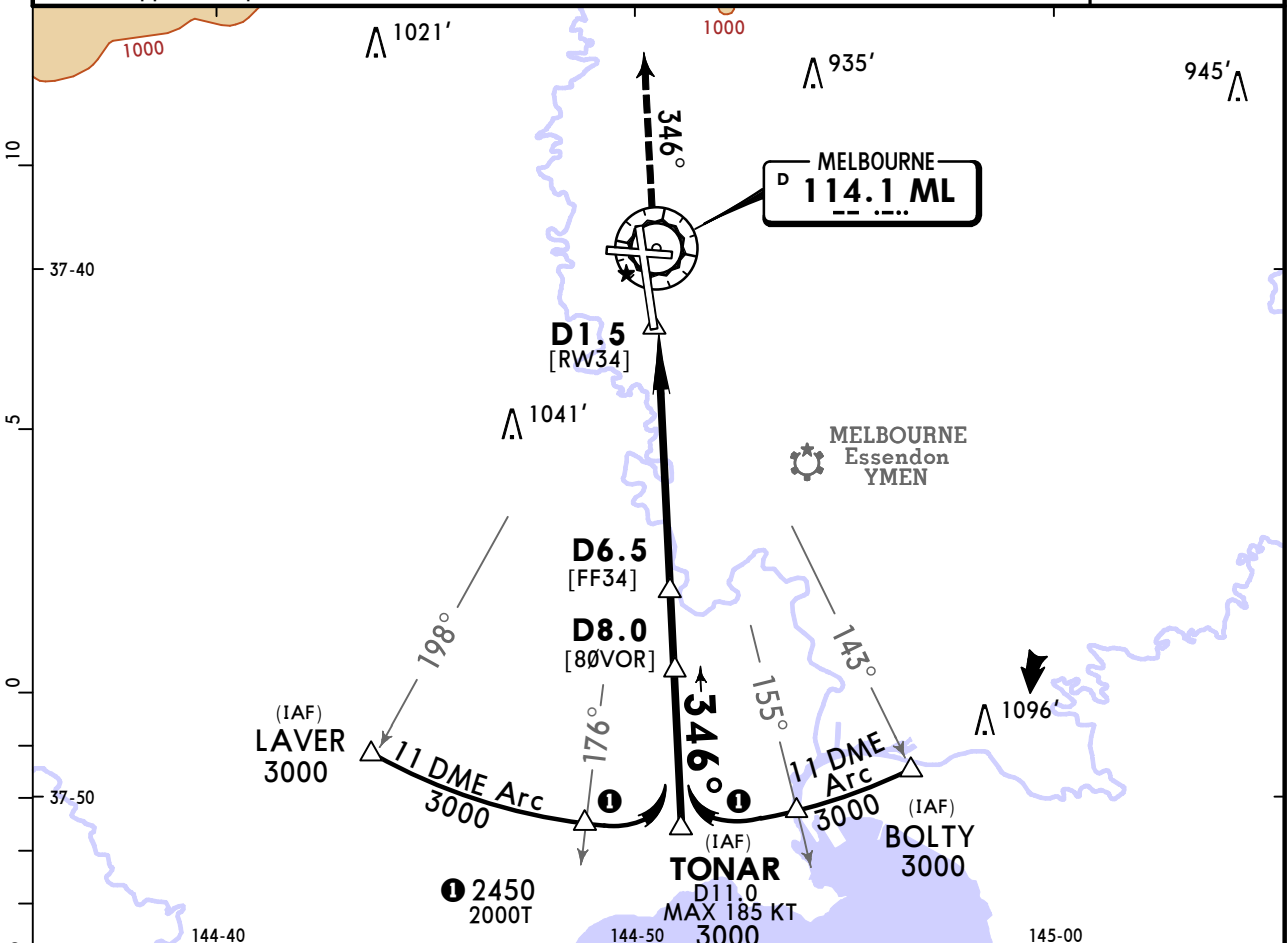 1000
1021'
1000
935'
945'
346°
MELBOURNE
D 114.1 ML
10
37-40
D1.5
[RW34]
1041'
5
MELBOURNE
Essendon
YMEN
D6.5
[FF34]
D8.0
[80VOR]
198°
143°
155°
176°
346°
0
1096'
(IAF)
LAVER
3000
11 DME Arc
3000
1
1
11 DME
Arc
3000
37-50
(IAF)
BOLTY
3000
(IAF)
TONAR
D11.0
MAX 185 KT
3000
1 2450
2000T
144-40
144-50
145-00